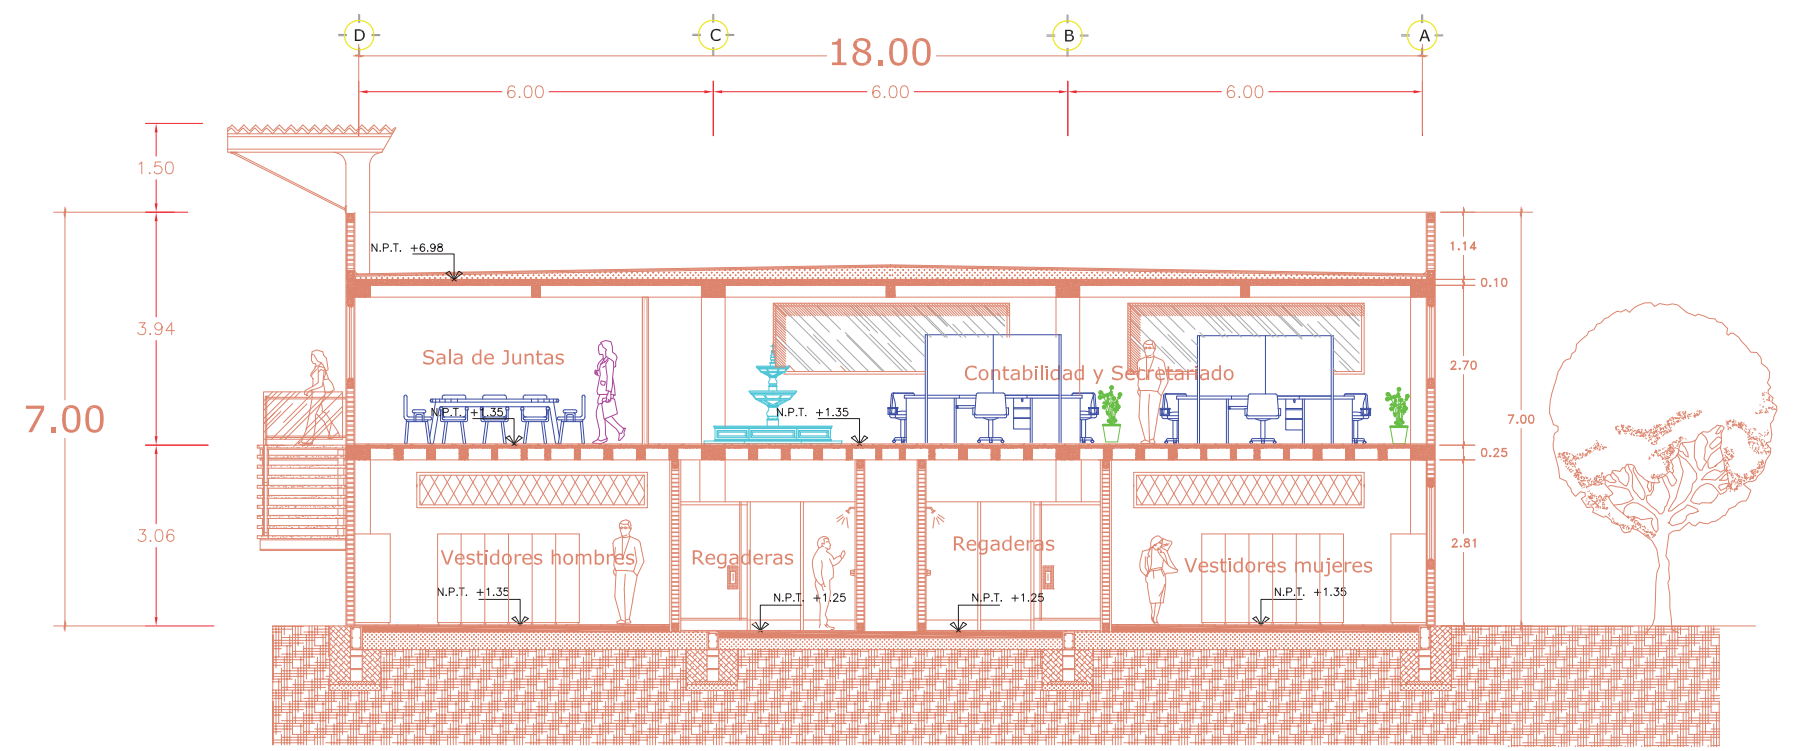 D
C
B
A
18.00
6.00
6.00
6.00
1.50
N.P.T. +6.98
1.14
0.10
3.94
Sala de Juntas
Contabilidad y Secretariado
2.70
7.00
N.P.T. +1.35
N.P.T. +1.35
7.00
0.25
3.06
Vestidores hombres
Regaderas
Regaderas
Vestidores mujeres
2.81
N.P.T. +1.35
N.P.T. +1.25
N.P.T. +1.25
N.P.T. +1.35